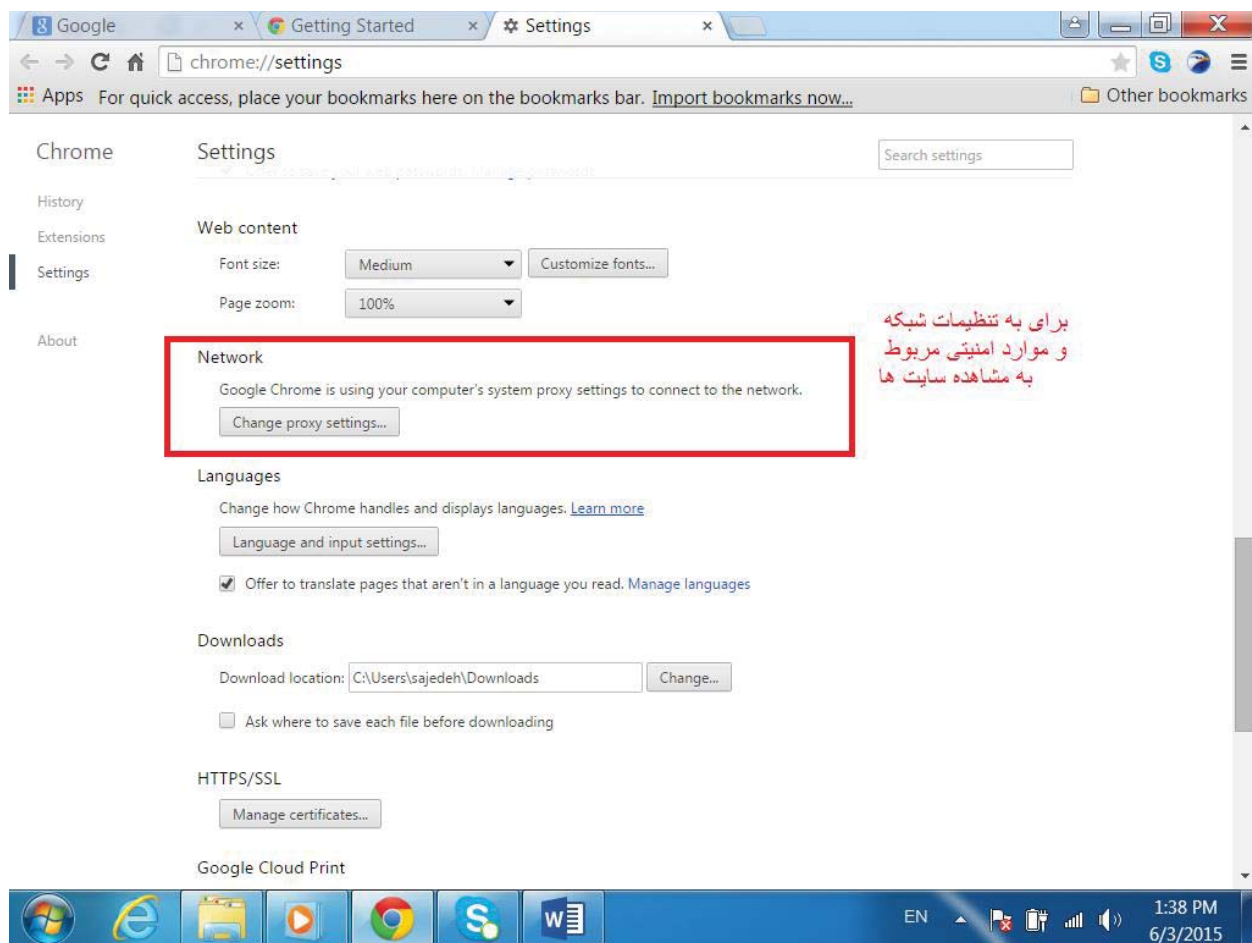 Google
Getting Started
Settings
chrome://settings
Apps For quick access, place your bookmarks here on the bookmarks bar. Import bookmarks now...
Other bookmarks
Chrome
Settings
Search settings
History
Extensions
Settings
About
Web content
Font size: Medium Customize fonts...
Page zoom: 100%
برای به تنظیمات شبکه
و موارد امنیتی مربوط
به مشاهده سایت ها
Network
Google Chrome is using your computer's system proxy settings to connect to the network.
Change proxy settings...
Languages
Change how Chrome handles and displays languages. Learn more
Language and input settings...
Offer to translate pages that aren't in a language you read. Manage languages
Downloads
Download location: C:\Users\sajedeh\Downloads Change...
Ask where to save each file before downloading
HTTPS/SSL
Manage certificates...
Google Cloud Print
EN
1:38 PM
6/3/2015